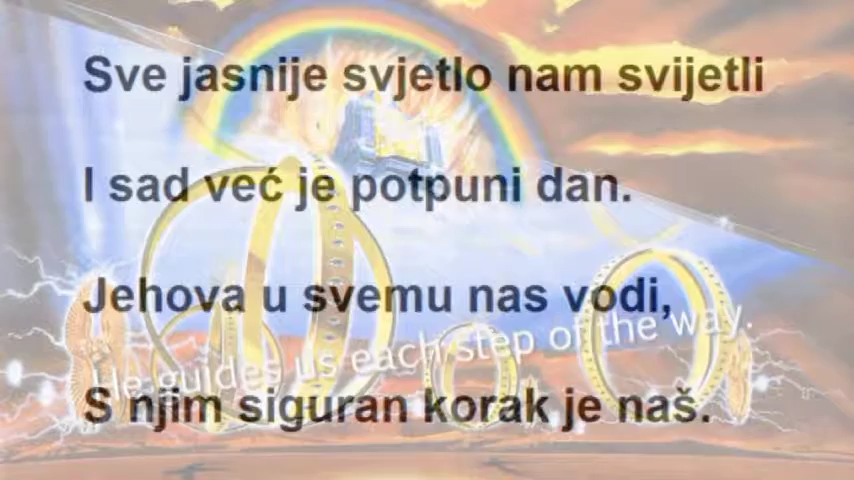 Sve jasnije svjetlo nam svijetli
I sad već je potpuni dan.
Jehova u svemu nas vodi,
He guides us each step of the way.
S njim siguran korak je naš.